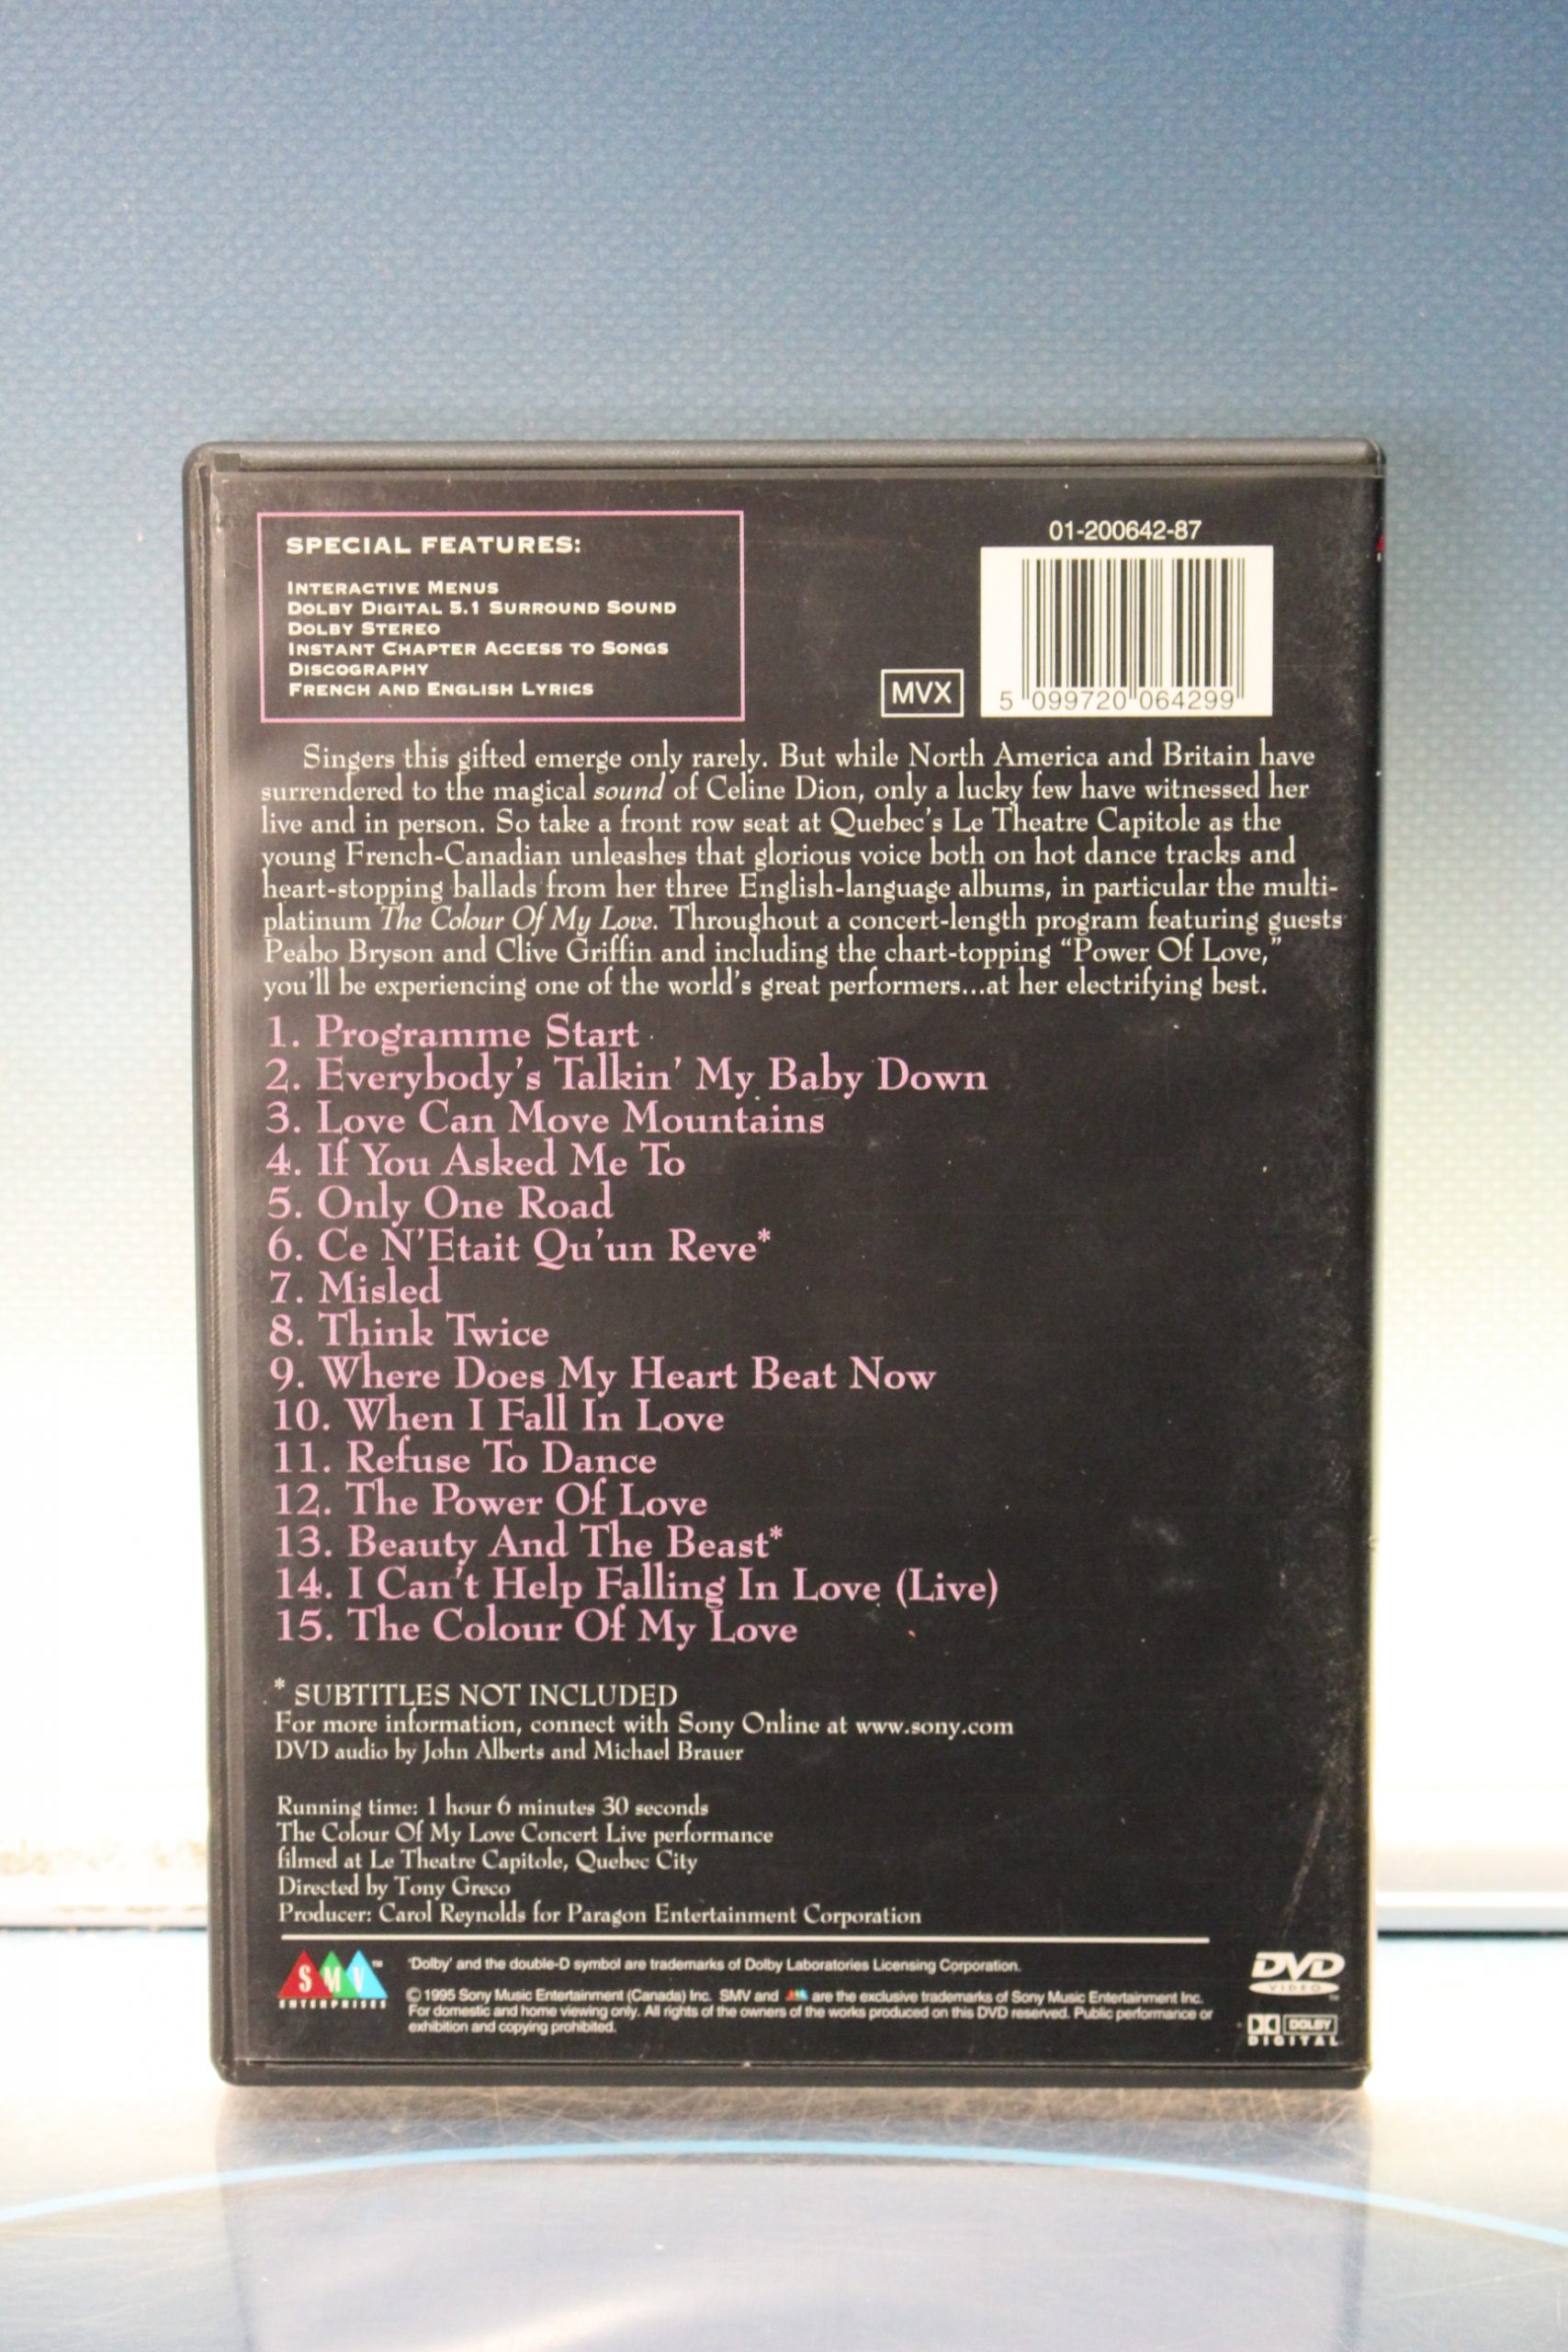 SPECIAL FEATURES:
INTERACTIVE MENUS
DOLBY DIGITAL 5.1 SURROUND SOUND
DOLBY STEREO
INSTANT CHAPTER ACCESS TO SONGS
DISCOGRAPHY
FRENCH AND ENGLISH LYRICS
01-200642-87
MVX
5 099720 064299
Singers this gifted emerge only rarely. But while North America and Britain have
surrendered to the magical sound of Celine Dion, only a lucky few have witnessed her
live and in person. So take a front row seat at Quebec's Le Theatre Capitole as the
young French-Canadian unleashes that glorious voice both on hot dance tracks and
heart-stopping ballads from her three English-language albums, in particular the multi-
platinum The Colour Of My Love. Throughout a concert-length program featuring guests
Peabo Bryson and Clive Griffin and including the chart-topping “Power Of Love,”
you'll be experiencing one of the world's great performers...at her electrifying best.
1. Programme Start
2. Everybody's Talkin' My Baby Down
3. Love Can Move Mountains
4. If You Asked Me To
5. Only One Road
6. Ce N'Etait Qu'un Reve*
7. Misled
8. Think Twice
9. Where Does My Heart Beat Now
10. When I Fall In Love
11. Refuse To Dance
12. The Power Of Love
13. Beauty And The Beast*
14. I Can't Help Falling In Love (Live)
15. The Colour Of My Love
* SUBTITLES NOT INCLUDED
For more information, connect with Sony Online at www.sony.com
DVD audio by John Alberts and Michael Brauer
Running time: 1 hour 6 minutes 30 seconds
The Colour Of My Love Concert Live performance
filmed at Le Theatre Capitole, Quebec City
Directed by Tony Greco
Producer: Carol Reynolds for Paragon Entertainment Corporation
SMV™
ENTERPRISES
'Dolby' and the double-D symbol are trademarks of Dolby Laboratories Licensing Corporation.
© 1995 Sony Music Entertainment (Canada) Inc. SMV and are the exclusive trademarks of Sony Music Entertainment Inc.
For domestic and home viewing only. All rights of the owners of the works produced on this DVD reserved. Public performance or
exhibition and copying prohibited.
DVD
VIDEO™
DOLBY
DIGITAL